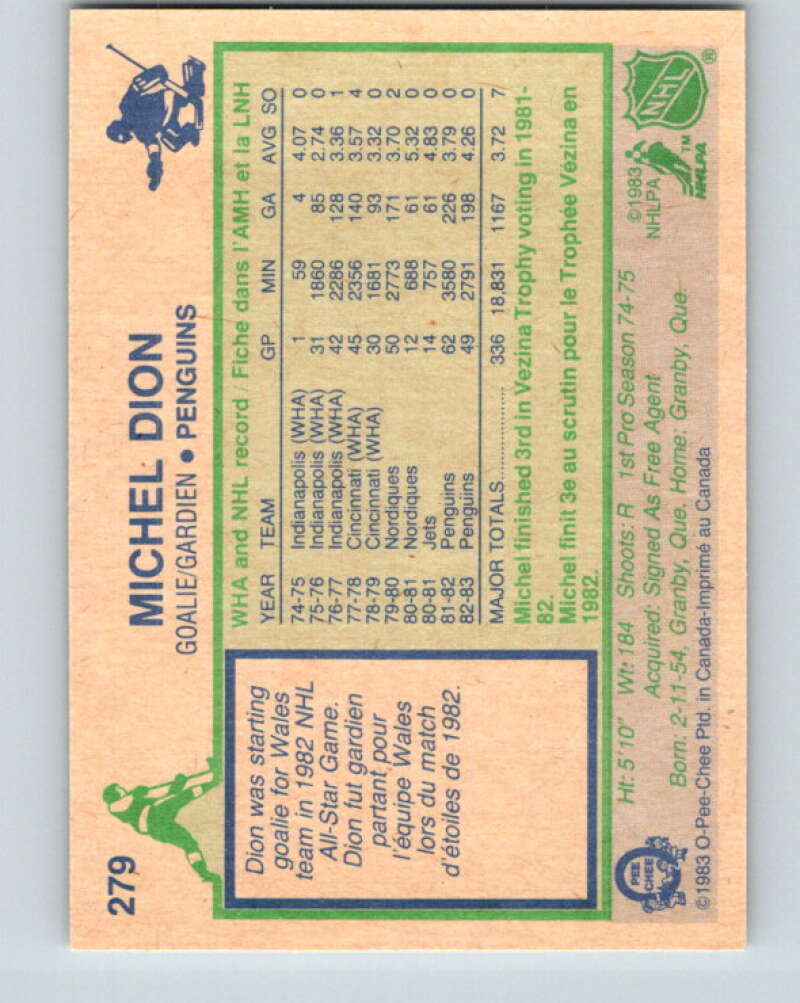 279
MICHEL DION
GOALIE/GARDIEN • PENGUINS
Dion was starting
goalie for Wales
team in 1982 NHL
All-Star Game.
Dion fut gardien
partant pour
l'équipe Wales
lors du match
d'étoiles de 1982.
WHA and NHL record / Fiche dans l'AMH et la LNH
YEAR TEAM GP MIN GA AVG SO
74-75 Indianapolis (WHA) 1 59 4 4.07 0
75-76 Indianapolis (WHA) 31 1860 85 2.74 0
76-77 Indianapolis (WHA) 42 2286 128 3.36 1
77-78 Cincinnati (WHA) 45 2356 140 3.57 4
78-79 Cincinnati (WHA) 30 1681 93 3.32 0
79-80 Nordiques 50 2773 171 3.70 2
80-81 Nordiques 12 688 61 5.32 0
80-81 Jets 14 757 61 4.83 0
81-82 Penguins 62 3580 226 3.79 0
82-83 Penguins 49 2791 198 4.26 0
MAJOR TOTALS 336 18,831 1167 3.72 7
Michel finished 3rd in Vezina Trophy voting in 1981-
82.
Michel finit 3e au scrutin pour le Trophée Vézina en
1982.
Ht: 5'10" Wt: 184 Shoots: R 1st Pro Season 74-75
Acquired: Signed As Free Agent
Born: 2-11-54, Granby, Que. Home: Granby, Que.
©1983 O-Pee-Chee Ptd. in Canada-Imprimé au Canada
O
PEE
CHEE
©1983
NHLPA
NHLPA ™
NHL ®